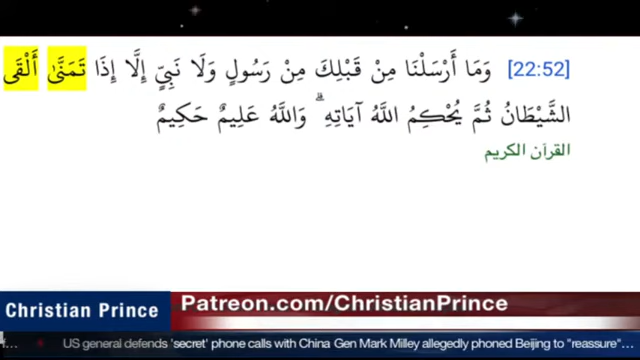 [22:52] وَمَا أَرْسَلْنَا مِنْ قَبْلِكَ مِنْ رَسُولٍ وَلَا نَبِيٍّ إِلَّا إِذَا تَمَنَّىٰ أَلْقَى
الشَّيْطَانُ ثُمَّ يُحْكِمُ اللَّهُ آيَاتِهِ ۗ وَاللَّهُ عَلِيمٌ حَكِيمٌ
القرآن الكريم
Patreon.com/ChristianPrince
Christian Prince
US general defends 'secret' phone calls with China Gen Mark Milley allegedly phoned Beijing to "reassure"...